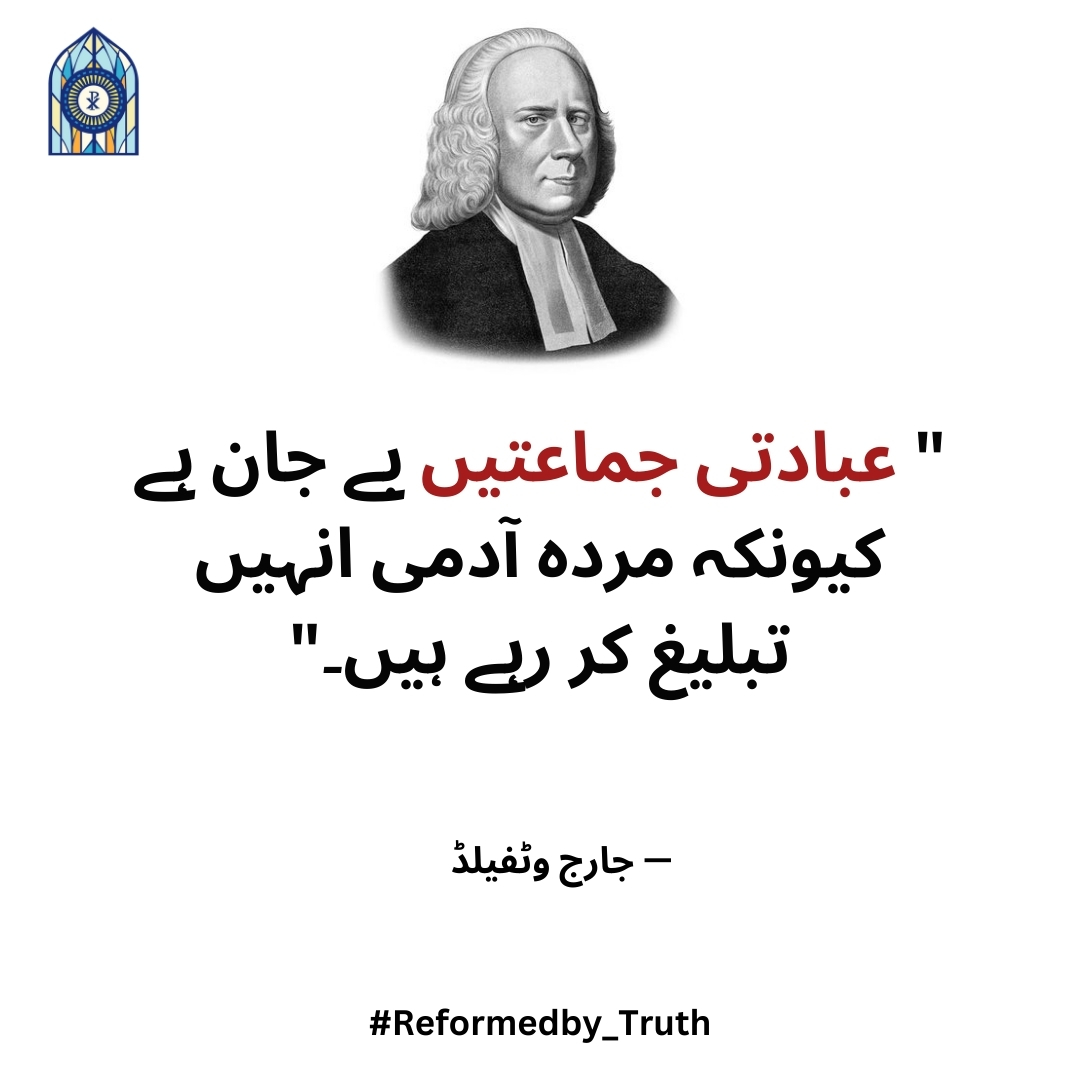 " عبادتی جماعتیں بے جان ہے
کیونکہ مردہ آدمی انہیں
تبلیغ کر رہے ہیں۔"
— جارج وٹفیلڈ
#Reformedby_Truth